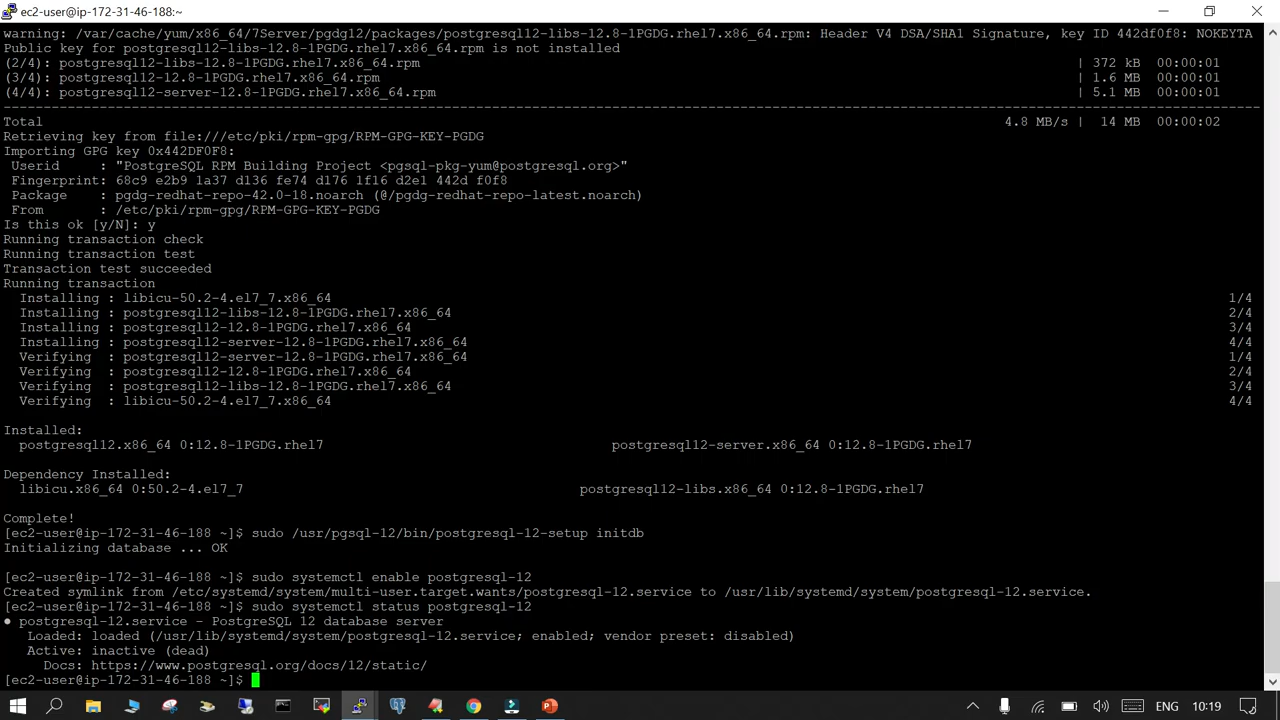 ec2-user@ip-172-31-46-188:~
warning: /var/cache/yum/x86_64/7Server/pgdg12/packages/postgresql12-libs-12.8-1PGDG.rhel7.x86_64.rpm: Header V4 DSA/SHA1 Signature, key ID 442df0f8: NOKEYTA
Public key for postgresql12-libs-12.8-1PGDG.rhel7.x86_64.rpm is not installed
(2/4): postgresql12-libs-12.8-1PGDG.rhel7.x86_64.rpm | 372 kB 00:00:01
(3/4): postgresql12-12.8-1PGDG.rhel7.x86_64.rpm | 1.6 MB 00:00:01
(4/4): postgresql12-server-12.8-1PGDG.rhel7.x86_64.rpm | 5.1 MB 00:00:01
Total 4.8 MB/s | 14 MB 00:00:02
Retrieving key from file:///etc/pki/rpm-gpg/RPM-GPG-KEY-PGDG
Importing GPG key 0x442DF0F8:
Userid : "PostgreSQL RPM Building Project <pgsql-pkg-yum@postgresql.org>"
Fingerprint: 68c9 e2b9 1a37 d136 fe74 d176 1f16 d2e1 442d f0f8
Package : pgdg-redhat-repo-42.0-18.noarch (@/pgdg-redhat-repo-latest.noarch)
From : /etc/pki/rpm-gpg/RPM-GPG-KEY-PGDG
Is this ok [y/N]: y
Running transaction check
Running transaction test
Transaction test succeeded
Running transaction
Installing : libicu-50.2-4.el7_7.x86_64 1/4
Installing : postgresql12-libs-12.8-1PGDG.rhel7.x86_64 2/4
Installing : postgresql12-12.8-1PGDG.rhel7.x86_64 3/4
Installing : postgresql12-server-12.8-1PGDG.rhel7.x86_64 4/4
Verifying : postgresql12-server-12.8-1PGDG.rhel7.x86_64 1/4
Verifying : postgresql12-12.8-1PGDG.rhel7.x86_64 2/4
Verifying : postgresql12-libs-12.8-1PGDG.rhel7.x86_64 3/4
Verifying : libicu-50.2-4.el7_7.x86_64 4/4
Installed:
postgresql12.x86_64 0:12.8-1PGDG.rhel7 postgresql12-server.x86_64 0:12.8-1PGDG.rhel7
Dependency Installed:
libicu.x86_64 0:50.2-4.el7_7 postgresql12-libs.x86_64 0:12.8-1PGDG.rhel7
Complete!
[ec2-user@ip-172-31-46-188 ~]$ sudo /usr/pgsql-12/bin/postgresql-12-setup initdb
Initializing database ... OK
[ec2-user@ip-172-31-46-188 ~]$ sudo systemctl enable postgresql-12
Created symlink from /etc/systemd/system/multi-user.target.wants/postgresql-12.service to /usr/lib/systemd/system/postgresql-12.service.
[ec2-user@ip-172-31-46-188 ~]$ sudo systemctl status postgresql-12
● postgresql-12.service - PostgreSQL 12 database server
Loaded: loaded (/usr/lib/systemd/system/postgresql-12.service; enabled; vendor preset: disabled)
Active: inactive (dead)
Docs: https://www.postgresql.org/docs/12/static/
[ec2-user@ip-172-31-46-188 ~]$
ENG 10:19